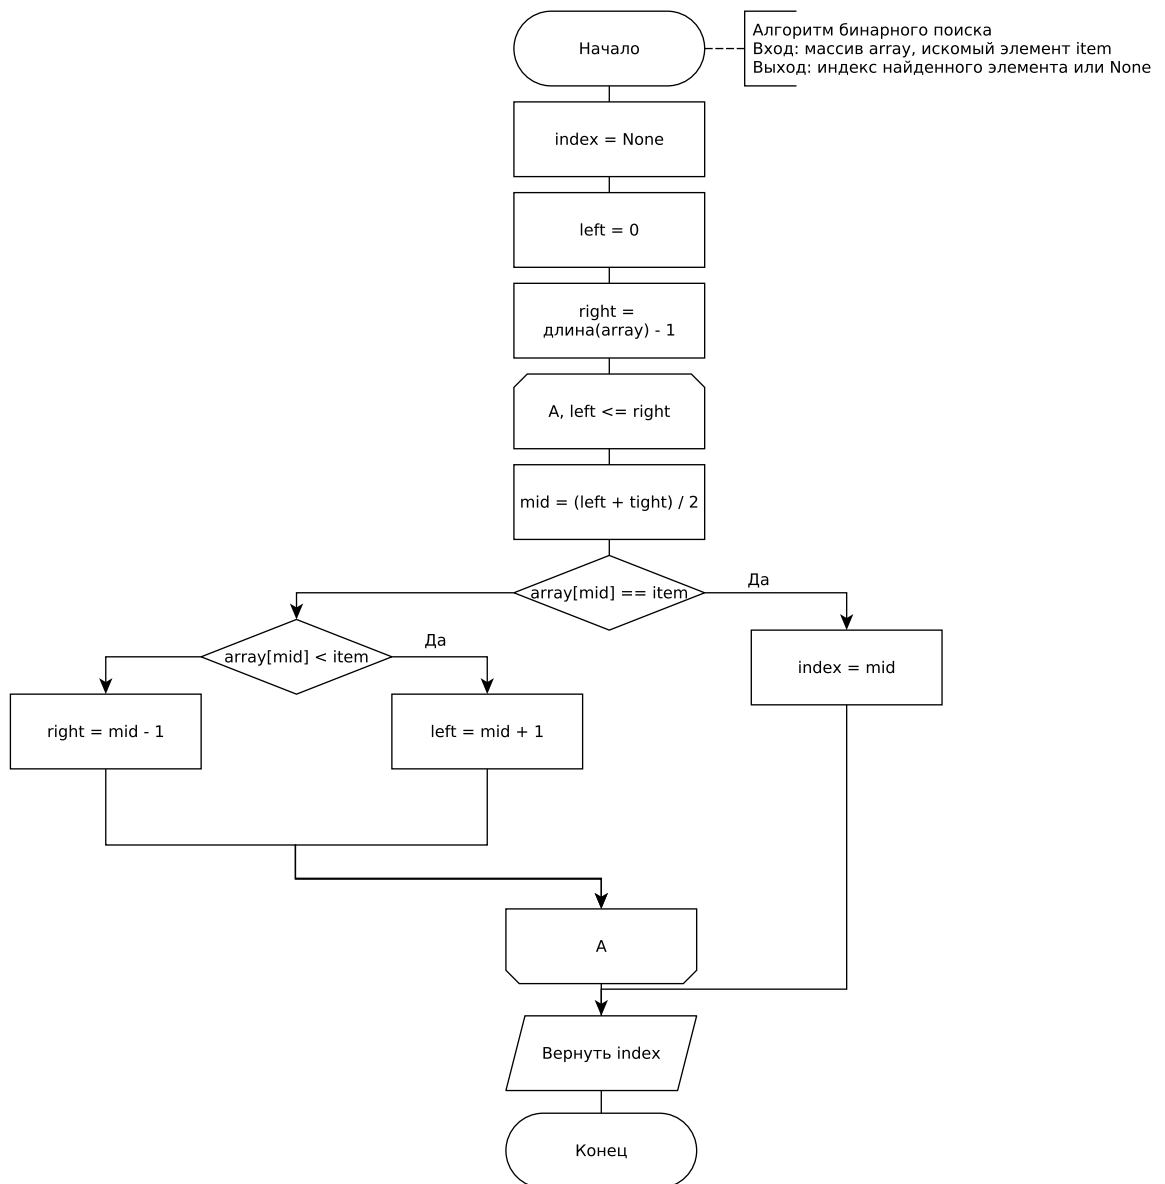 Начало
Алгоритм бинарного поиска
Вход: массив array, искомый элемент item
Выход: индекс найденного элемента или None
index = None
left = 0
right =
длина(array) - 1
А, left <= right
mid = (left + tight) / 2
array[mid] == item
Да
array[mid] < item
Да
index = mid
right = mid - 1
left = mid + 1
А
Вернуть index
Конец